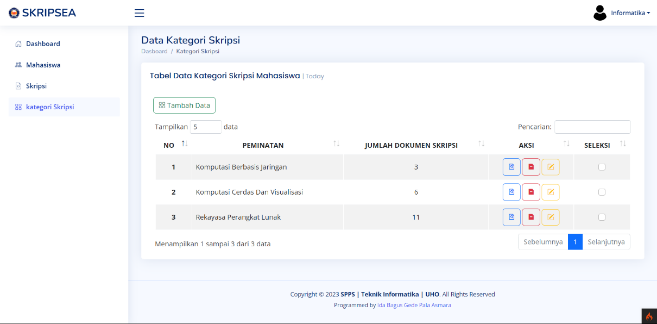 SKRIPSEA
Informatika
Dashboard
Mahasiswa
Skripsi
kategori Skripsi
Data Kategori Skripsi
Dashboard / Kategori Skripsi
Tabel Data Kategori Skripsi Mahasiswa | Today
Tambah Data
Tampilkan 5 data
Pencarian:
NO PEMINATAN JUMLAH DOKUMEN SKRIPSI AKSI SELEKSI
1 Komputasi Berbasis Jaringan 3
2 Komputasi Cerdas Dan Visualisasi 6
3 Rekayasa Perangkat Lunak 11
Menampilkan 1 sampai 3 dari 3 data
Sebelumnya 1 Selanjutnya
Copyright © 2023 SPPS | Teknik Informatika | UHO. All Rights Reserved
Programmed by Ida Bagus Gede Pala Asmara